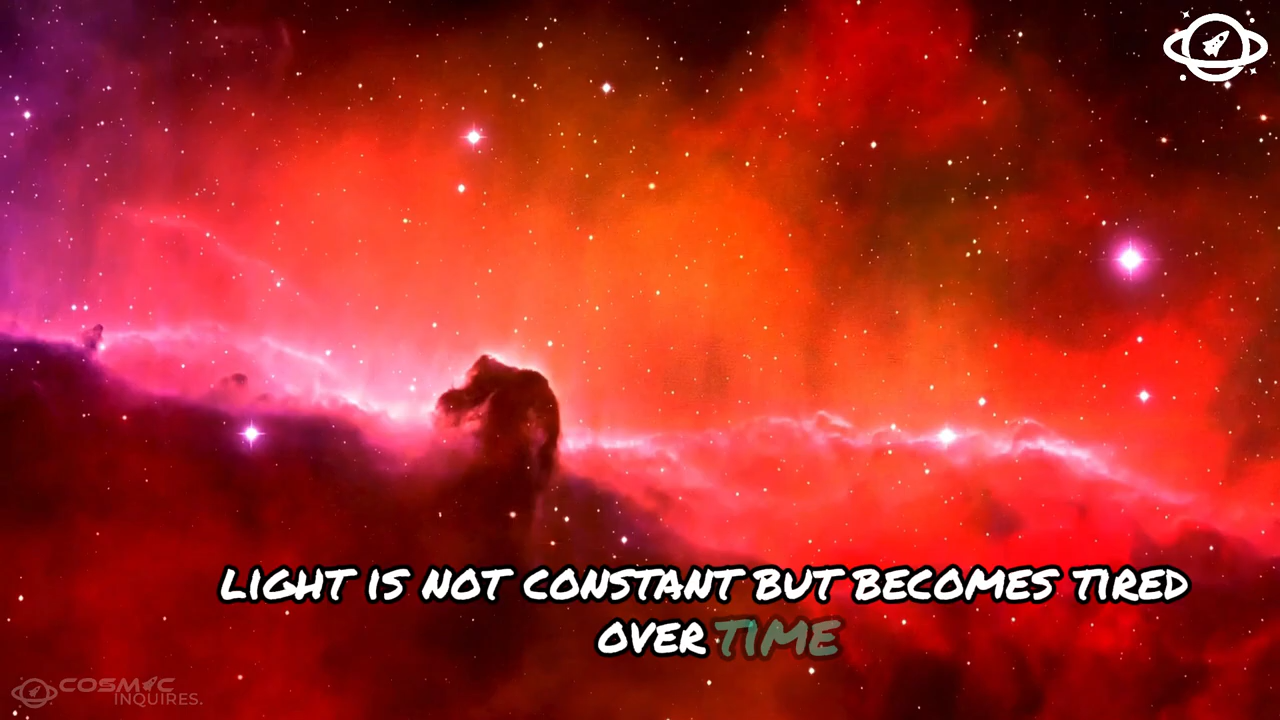 LIGHT IS NOT CONSTANT BUT BECOMES TIRED
OVER TIME
COSMIC
INQUIRES.